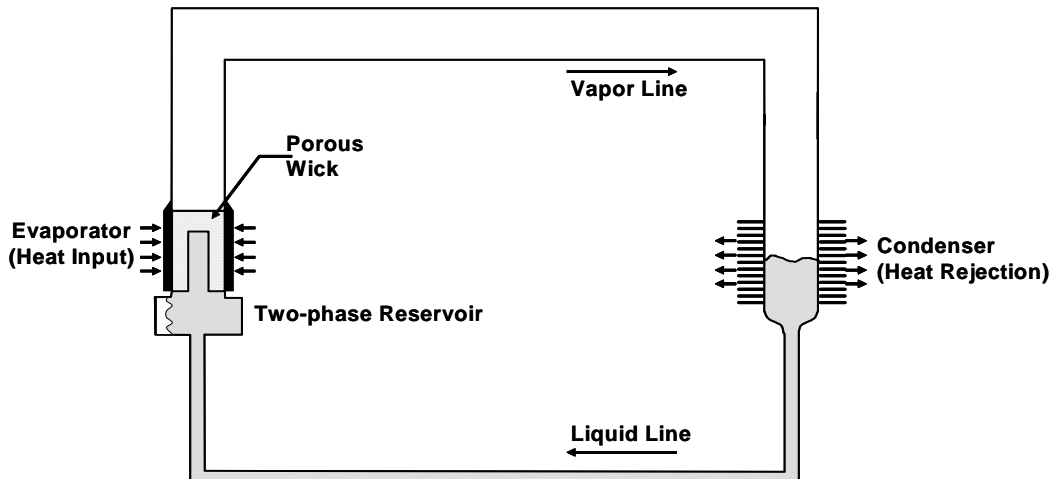 Vapor Line
Porous
Wick
Evaporator
(Heat Input)
Condenser
(Heat Rejection)
Two-phase Reservoir
Liquid Line